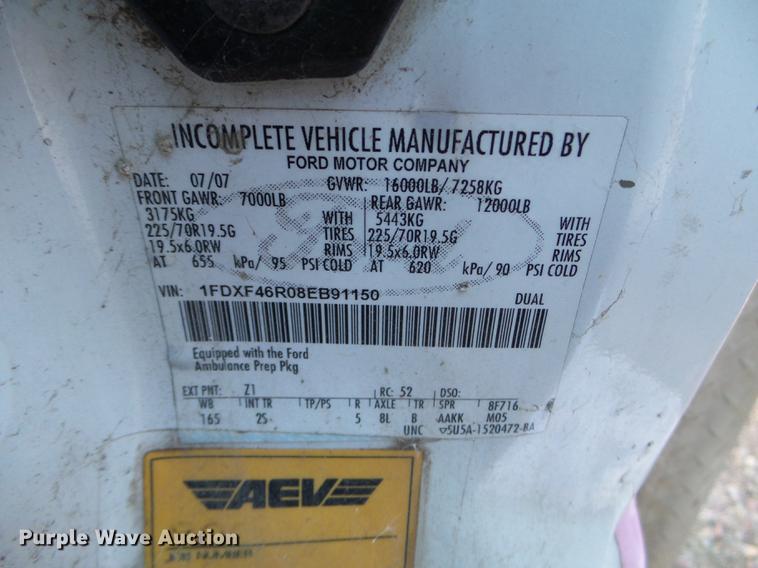 INCOMPLETE VEHICLE MANUFACTURED BY
FORD MOTOR COMPANY
DATE: 07/07 GVWR: 16000LB/ 7258KG
FRONT GAWR: 7000LB REAR GAWR: 12000LB
3175KG WITH 5443KG WITH
225/70R19.5G TIRES 225/70R19.5G TIRES
19.5x6.0RW RIMS 19.5x6.0RW RIMS
AT 655 kPa/ 95 PSI COLD AT 620 kPa/ 90 PSI COLD
VIN: 1FDXF46R08EB91150 DUAL
Equipped with the Ford
Ambulance Prep Pkg
EXT PNT: Z1 RC: 52 DSO:
WB INT TR TP/PS R AXLE TR SPR 8F716
165 2S 5 8L B AAKK M05
UNC 5U5A-1520472-BA
AEV
JOB NUMBER
Purple Wave Auction